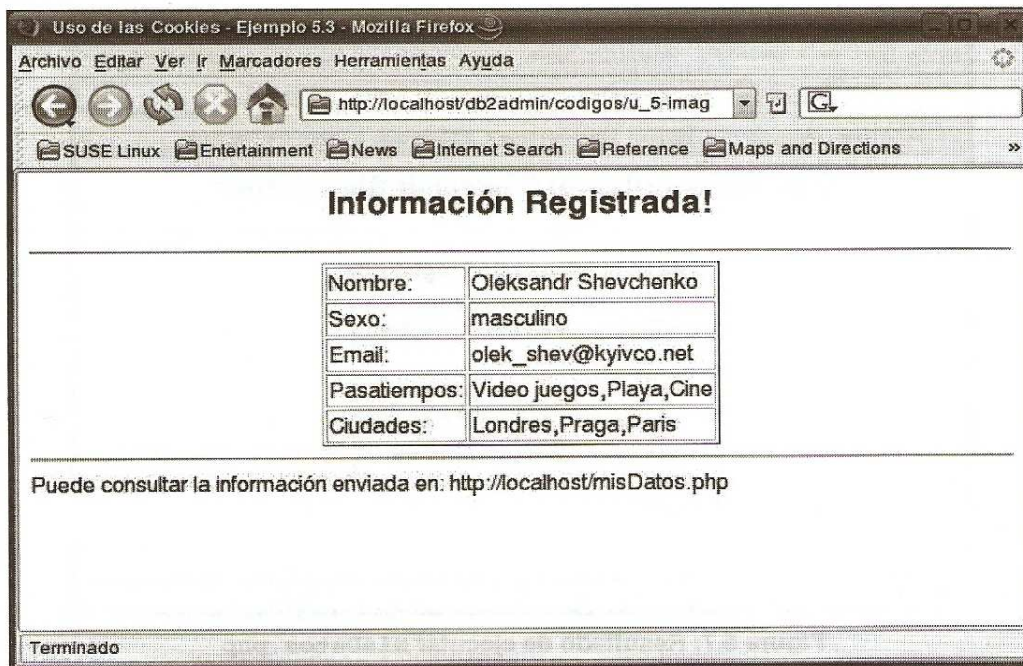 Uso de las Cookies - Ejemplo 5.3 - Mozilla Firefox
Archivo Editar Ver Ir Marcadores Herramientas Ayuda
http://localhost/db2admin/codigos/u_5-imag G
SUSE Linux Entertainment News Internet Search Reference Maps and Directions »
Información Registrada!
Nombre: Oleksandr Shevchenko
Sexo: masculino
Email: olek_shev@kyivco.net
Pasatiempos: Video juegos,Playa,Cine
Ciudades: Londres,Praga,Paris
Puede consultar la información enviada en: http://localhost/misDatos.php
Terminado